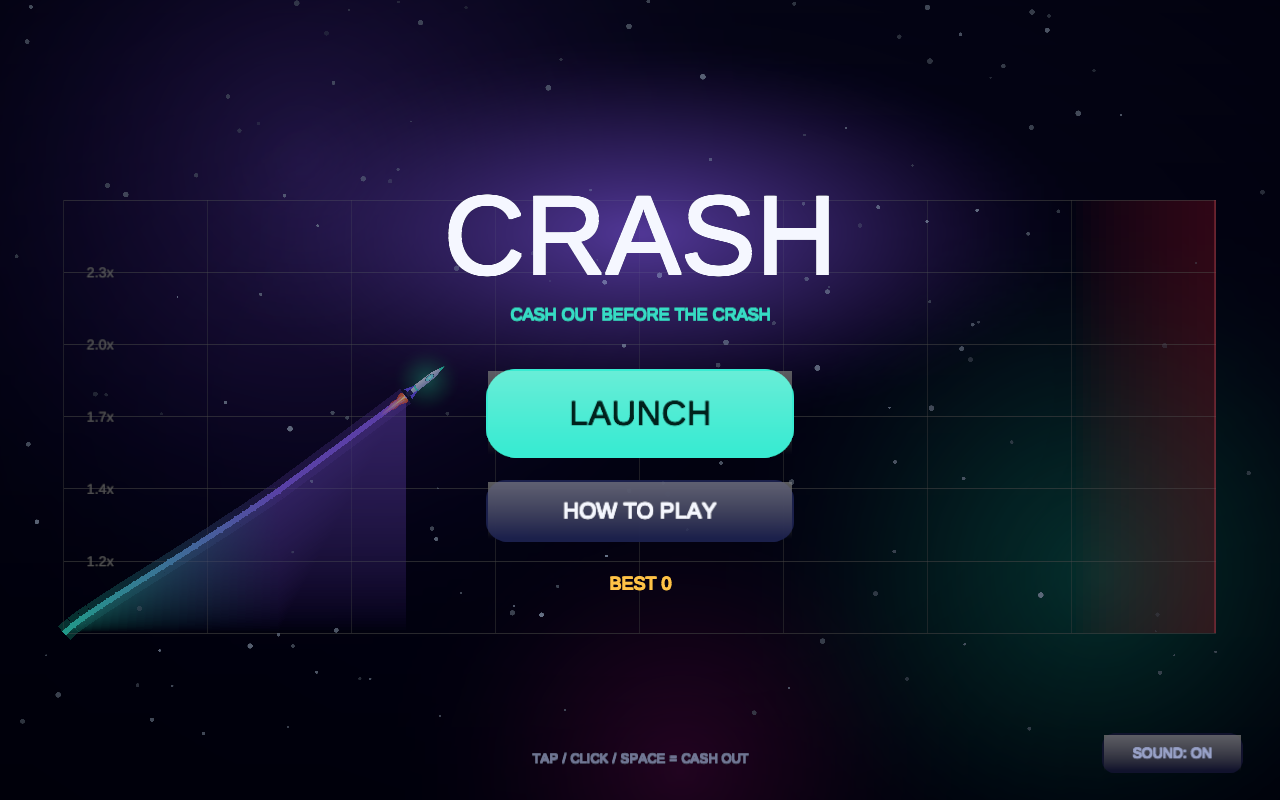 CRASH
2.3x
CASH OUT BEFORE THE CRASH
2.0x
1.7x
LAUNCH
1.4x
HOW TO PLAY
1.2x
BEST 0
TAP / CLICK / SPACE = CASH OUT
SOUND: ON